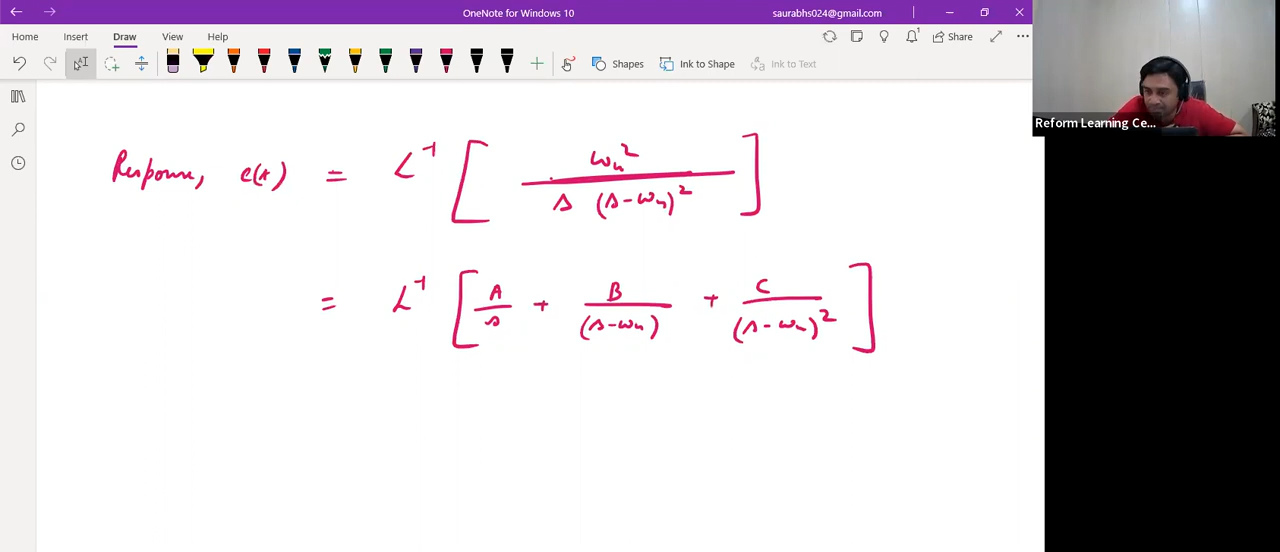 OneNote for Windows 10
saurabhs024@gmail.com
Home Insert Draw View Help
Share
Shapes Ink to Shape Ink to Text
Reform Learning Ce...
Response, c(t) = L⁻¹ [ ωn² / s (s-ωn)² ]
= L⁻¹ [ A/s + B/(s-ωn) + C/(s-ωn)² ]